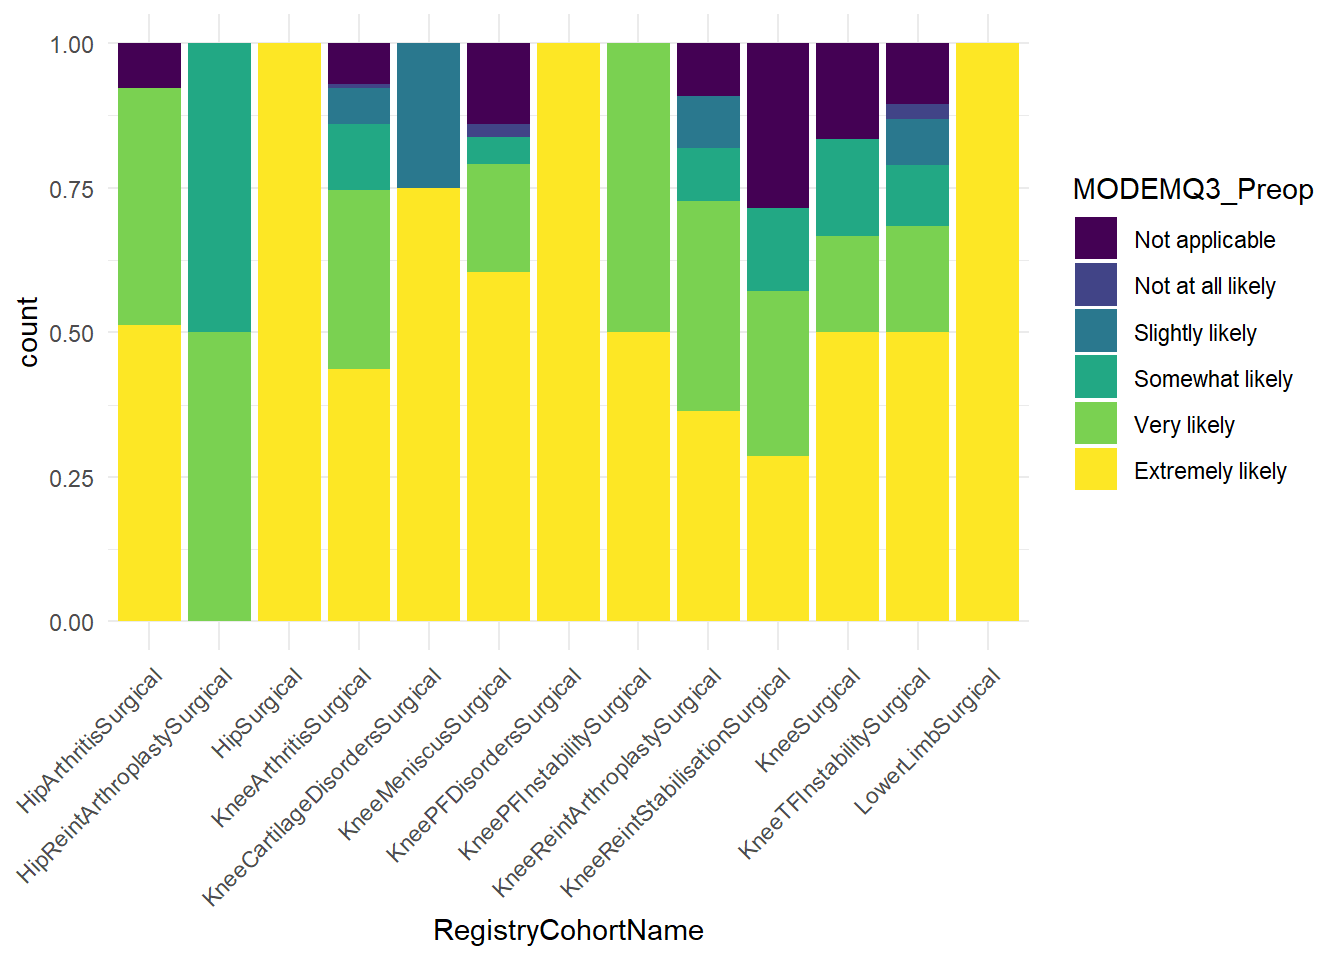 1.00
0.75
0.50
0.25
0.00
count
HipArthritisSurgical
HipReintArthroplastySurgical
HipSurgical
KneeArthritisSurgical
KneeCartilageDisordersSurgical
KneeMeniscusSurgical
KneePFDisordersSurgical
KneePFInstabilitySurgical
KneeReintArthroplastySurgical
KneeReintStabilisationSurgical
KneeSurgical
KneeTFInstabilitySurgical
LowerLimbSurgical
RegistryCohortName
MODEMQ3_Preop
Not applicable
Not at all likely
Slightly likely
Somewhat likely
Very likely
Extremely likely